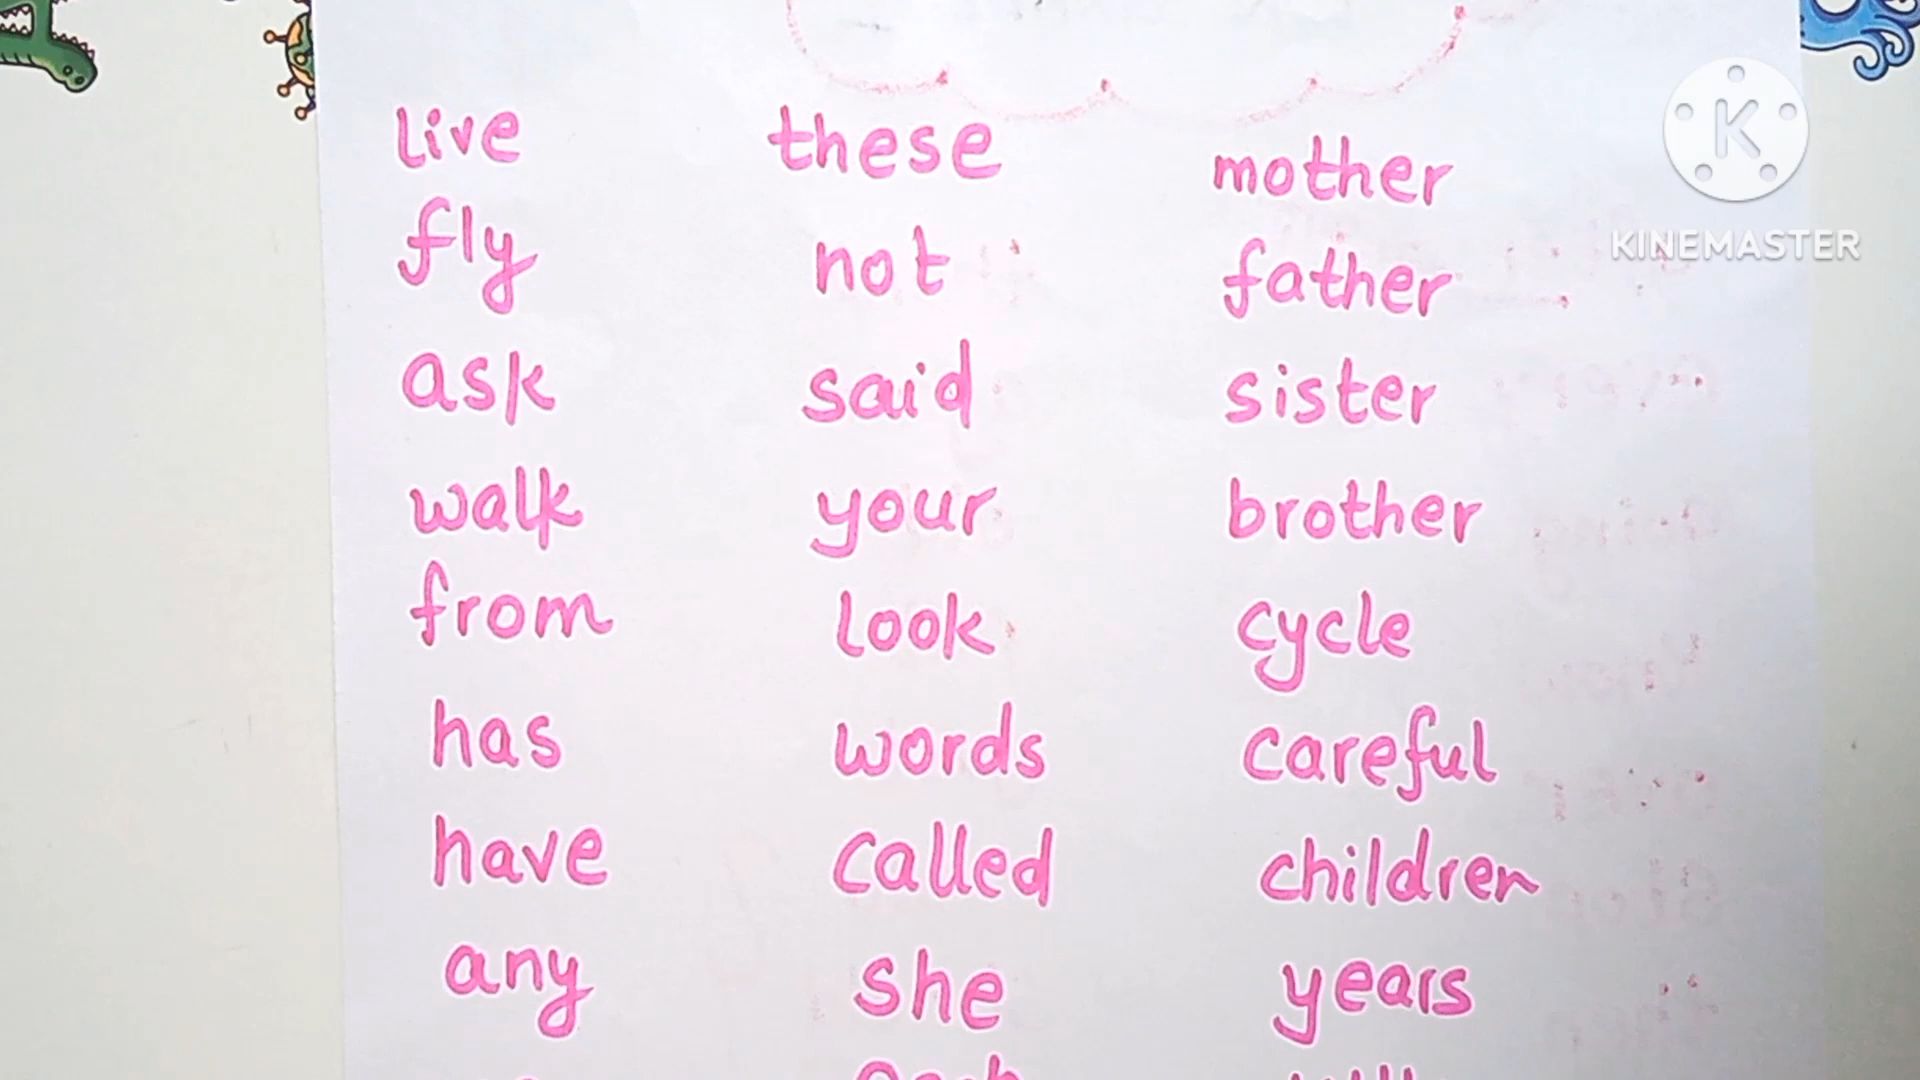 live these mother
fly not father
ask said sister
walk your brother
from look cycle
has words careful
have called children
any she years
K
KINEMASTER